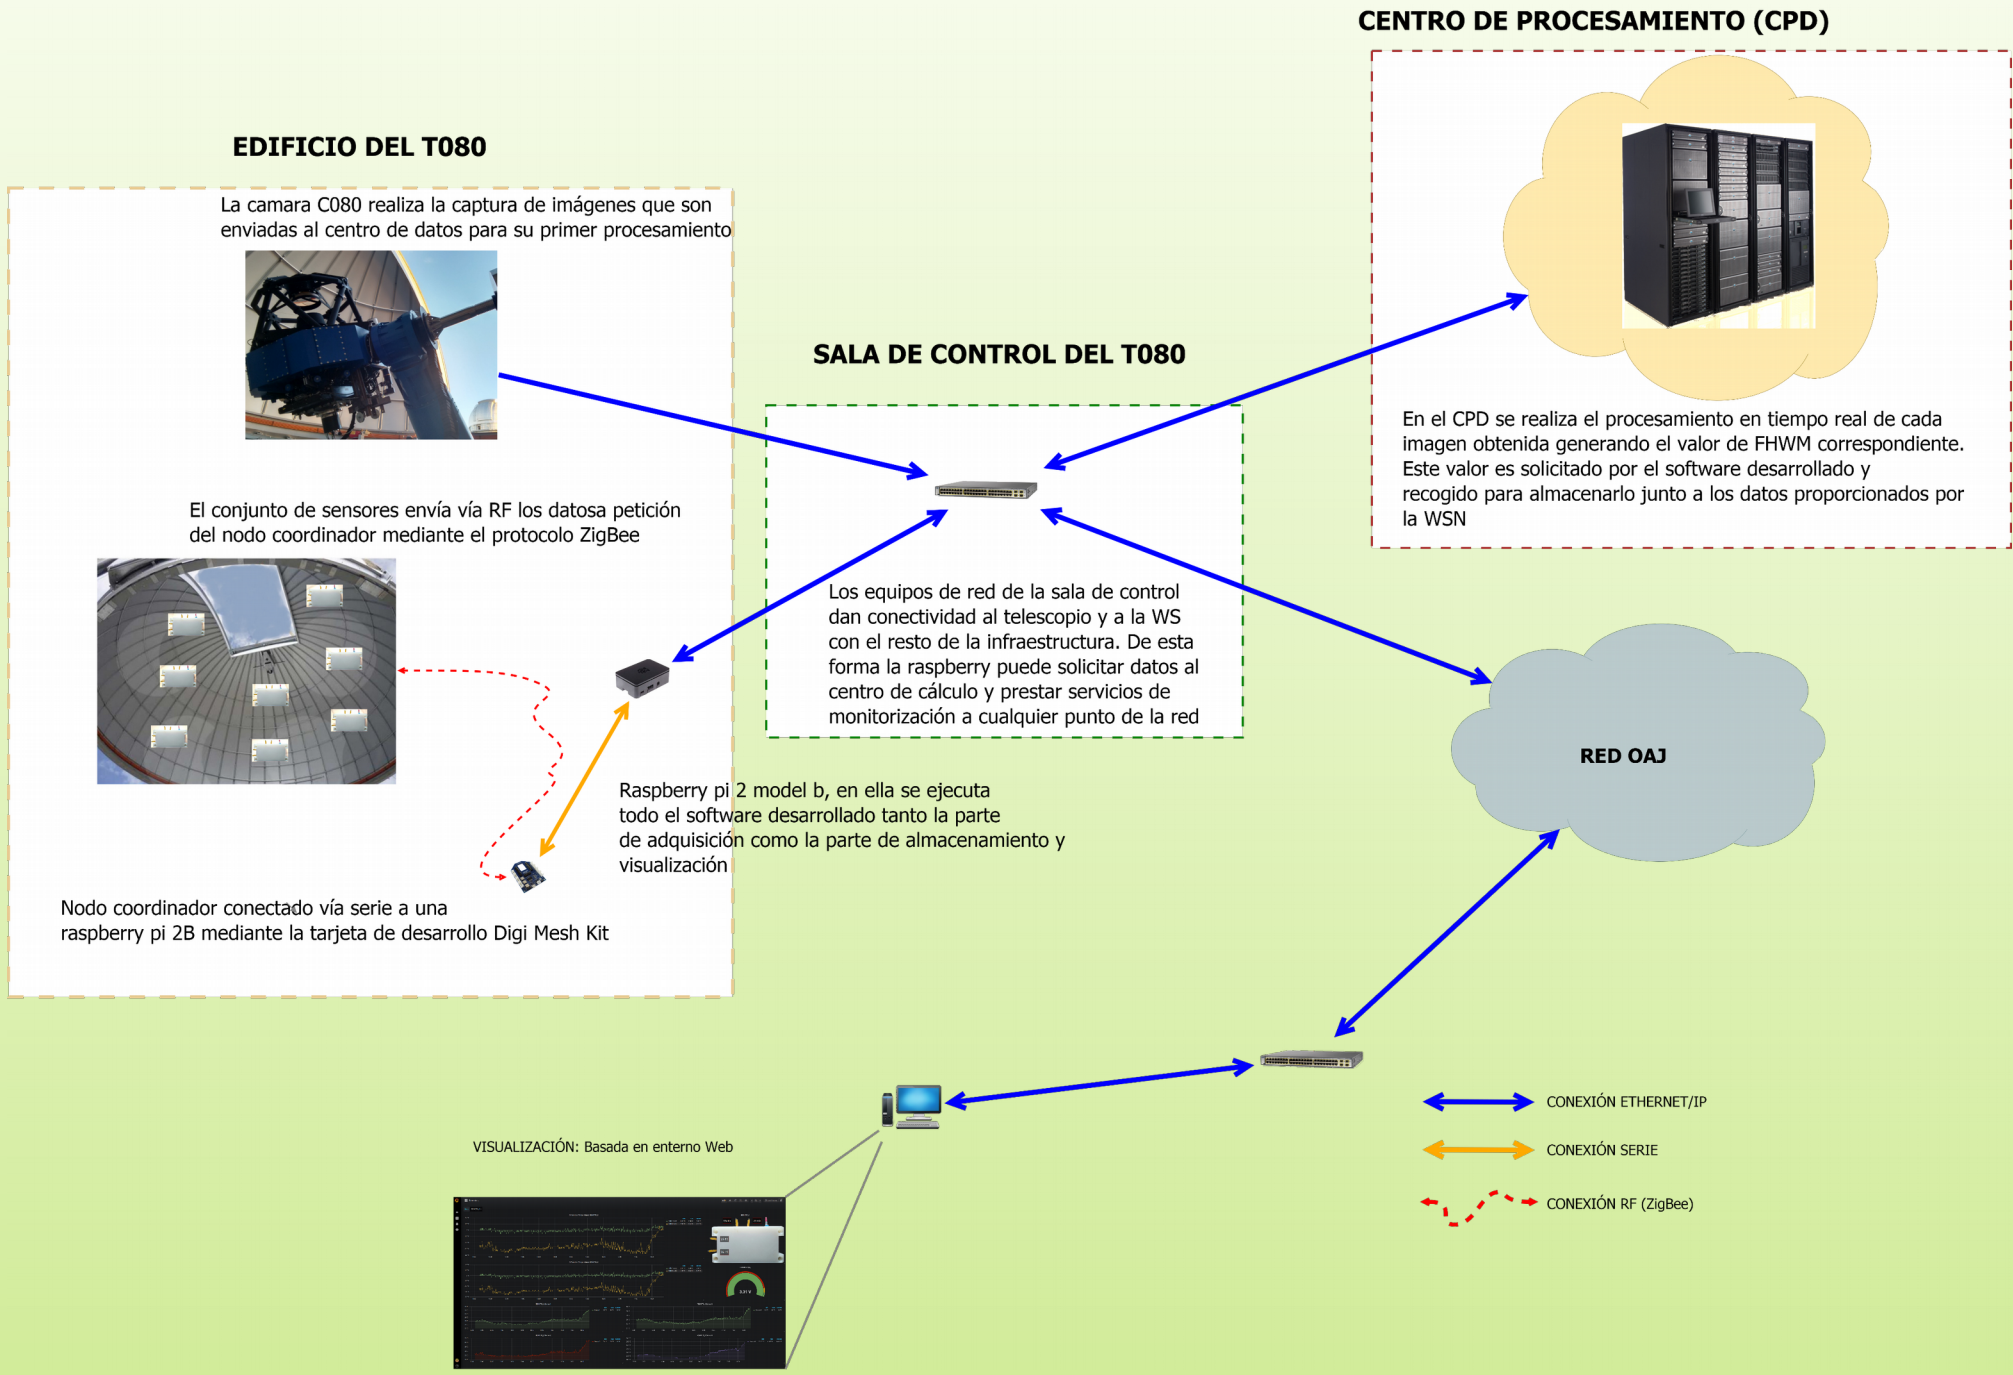 CENTRO DE PROCESAMIENTO (CPD)
EDIFICIO DEL T080
La camara C080 realiza la captura de imágenes que son
enviadas al centro de datos para su primer procesamiento
SALA DE CONTROL DEL T080
En el CPD se realiza el procesamiento en tiempo real de cada
imagen obtenida generando el valor de FHWM correspondiente.
Este valor es solicitado por el software desarrollado y
recogido para almacenarlo junto a los datos proporcionados por
la WSN
El conjunto de sensores envía vía RF los datosa petición
del nodo coordinador mediante el protocolo ZigBee
Los equipos de red de la sala de control
dan conectividad al telescopio y a la WS
con el resto de la infraestructura. De esta
forma la raspberry puede solicitar datos al
centro de cálculo y prestar servicios de
monitorización a cualquier punto de la red
RED OAJ
Raspberry pi 2 model b, en ella se ejecuta
todo el software desarrollado tanto la parte
de adquisición como la parte de almacenamiento y
visualización
Nodo coordinador conectado vía serie a una
raspberry pi 2B mediante la tarjeta de desarrollo Digi Mesh Kit
CONEXIÓN ETHERNET/IP
CONEXIÓN SERIE
CONEXIÓN RF (ZigBee)
VISUALIZACIÓN: Basada en enterno Web